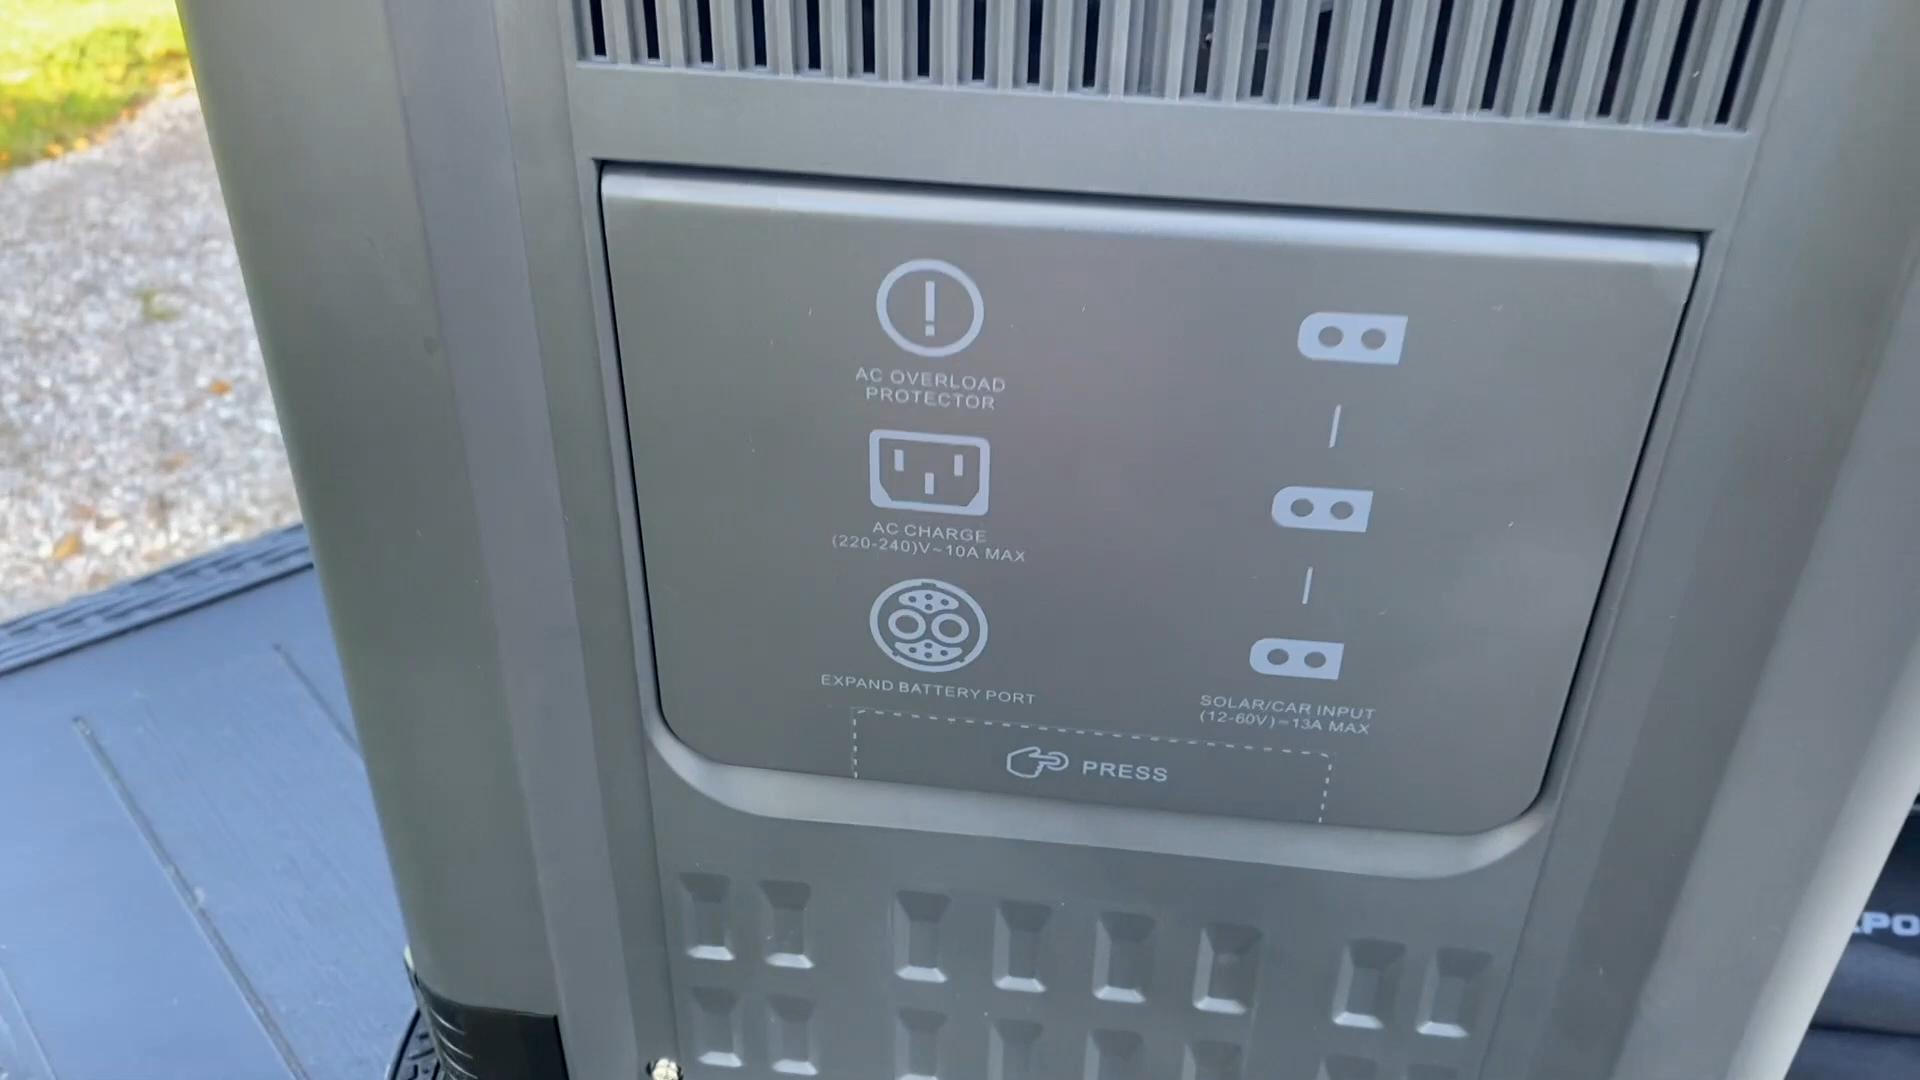 AC OVERLOAD
PROTECTOR
AC CHARGE
(220-240)V~10A MAX
EXPAND BATTERY PORT
SOLAR/CAR INPUT
(12-60V)⎓13A MAX
PRESS